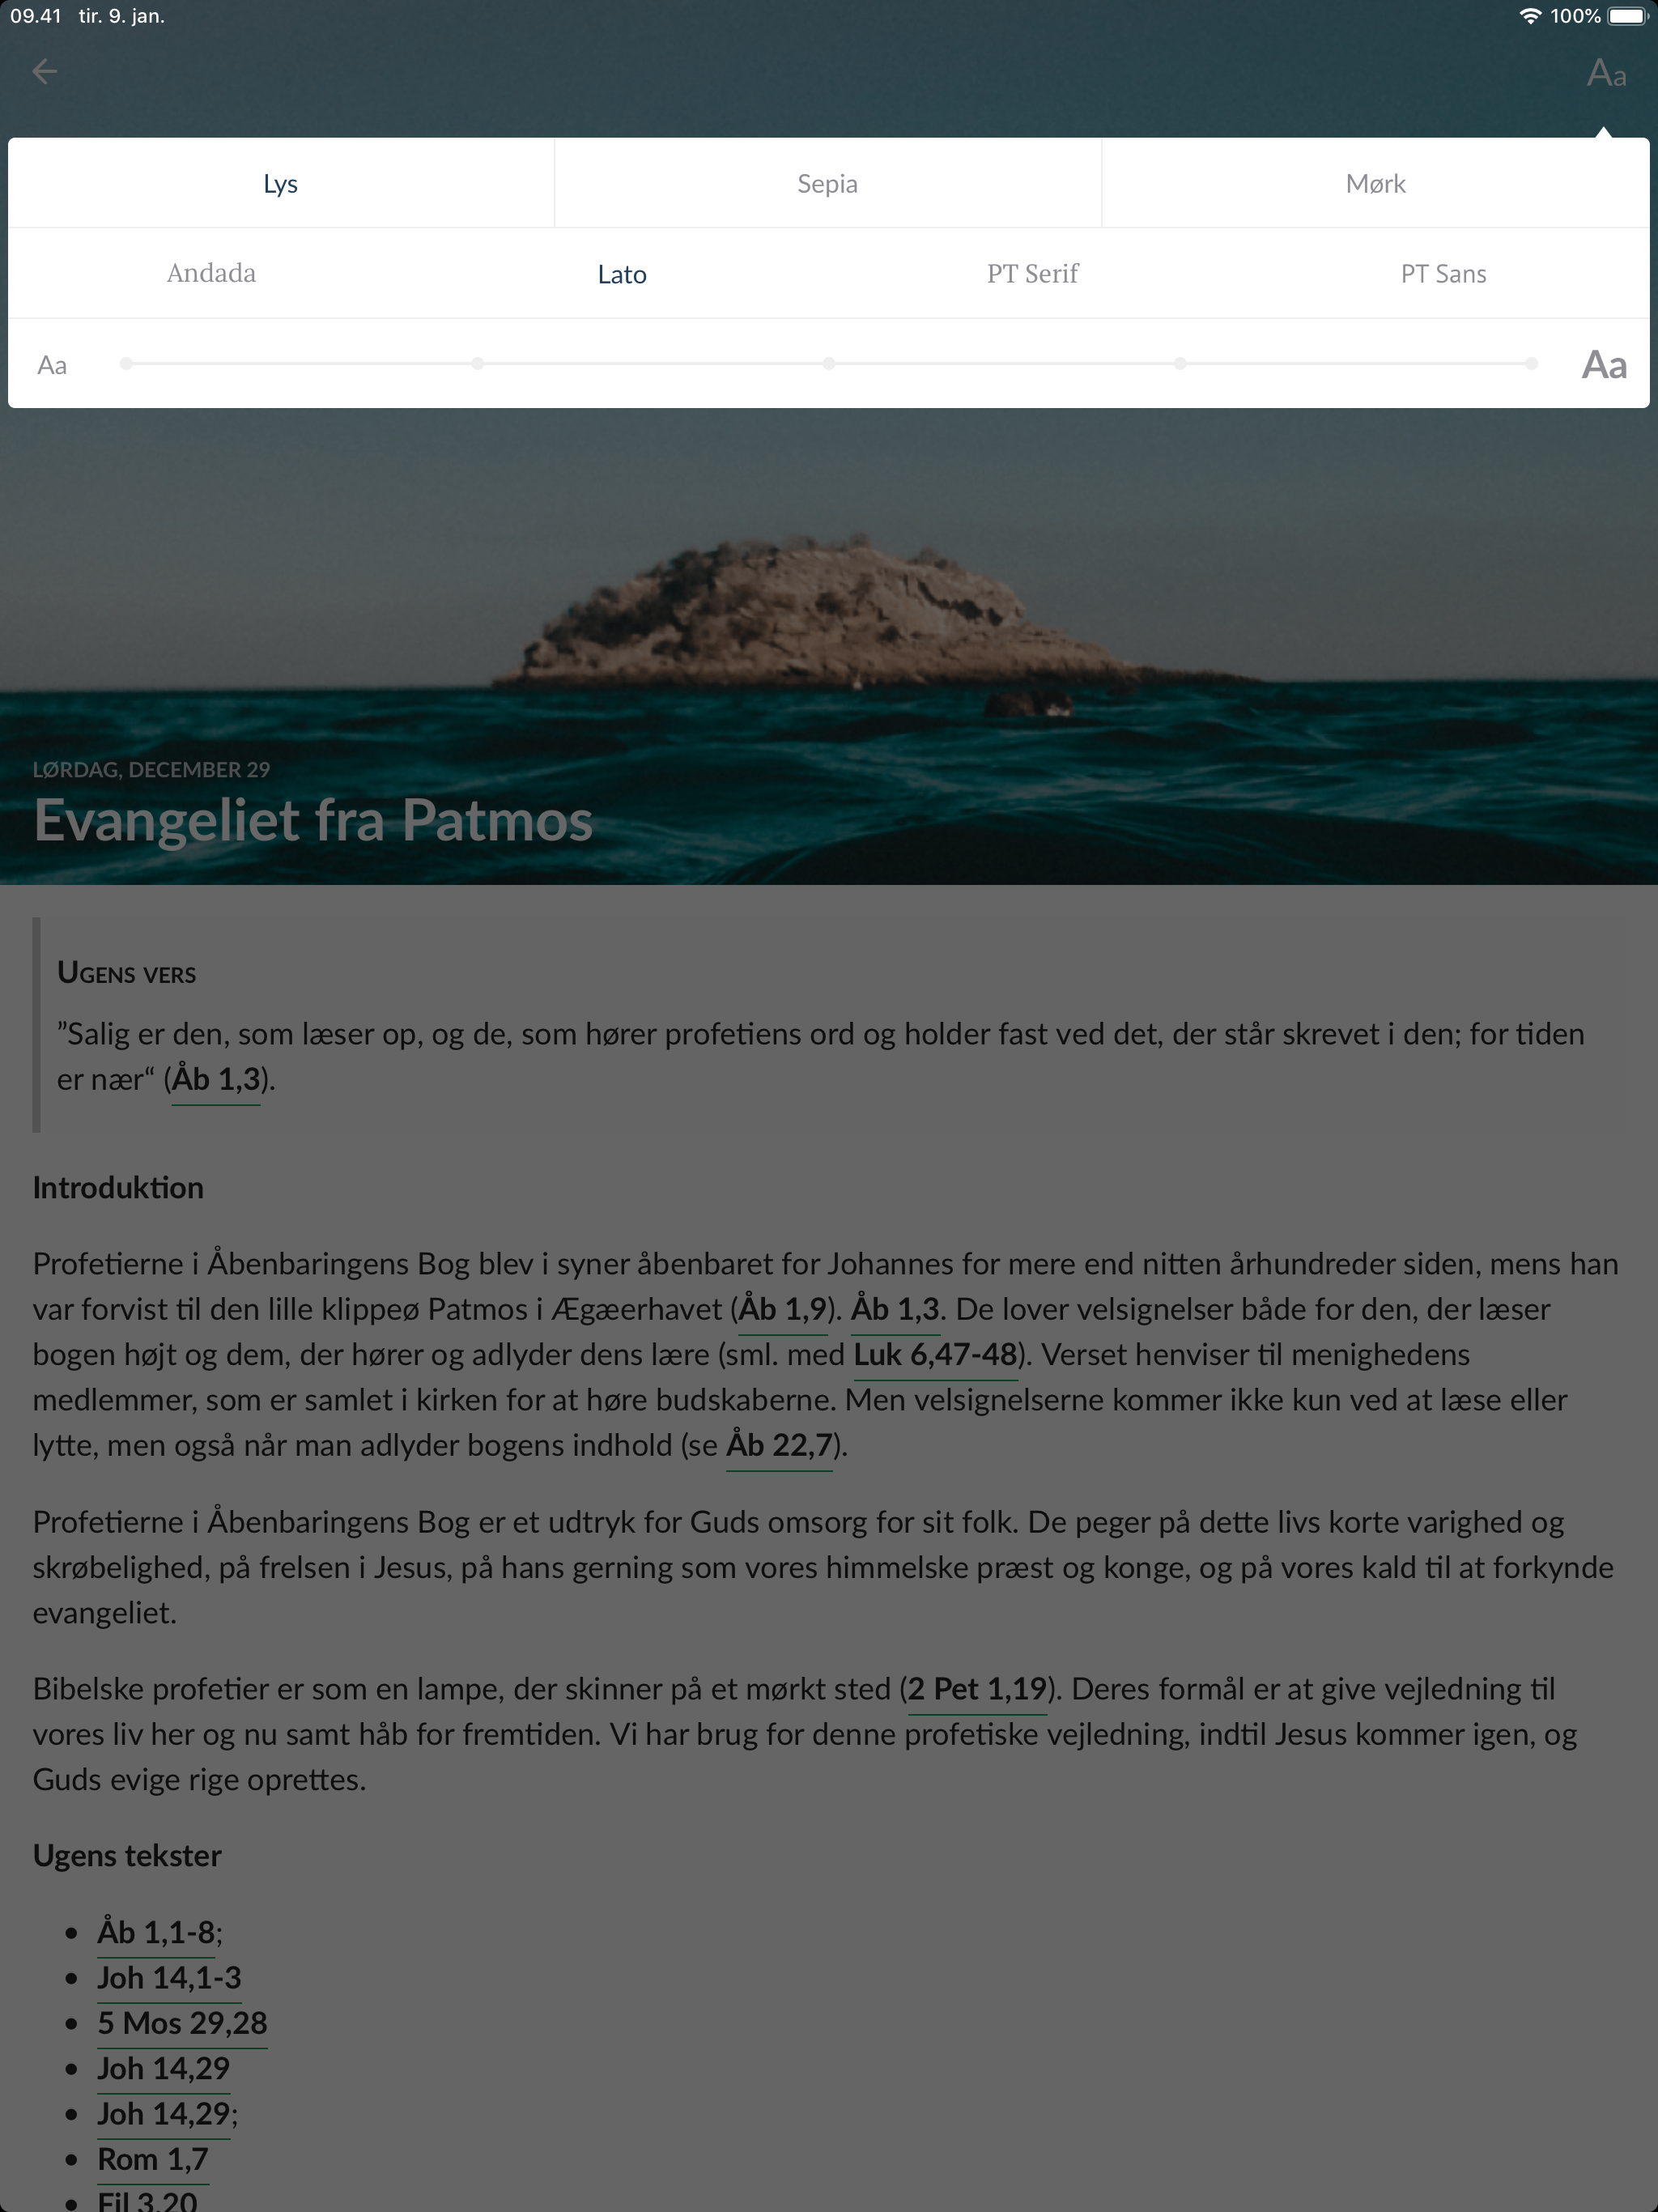 09.41 tir. 9. jan.
100%
Aa
Lys
Sepia
Mørk
Andada
Lato
PT Serif
PT Sans
Aa
Aa
LØRDAG, DECEMBER 29
Evangeliet fra Patmos
Ugens vers
”Salig er den, som læser op, og de, som hører profetiens ord og holder fast ved det, der står skrevet i den; for tiden
er nær“ (Åb 1,3).
Introduktion
Profetierne i Åbenbaringens Bog blev i syner åbenbaret for Johannes for mere end nitten århundreder siden, mens han
var forvist til den lille klippeø Patmos i Ægæerhavet (Åb 1,9). Åb 1,3. De lover velsignelser både for den, der læser
bogen højt og dem, der hører og adlyder dens lære (sml. med Luk 6,47-48). Verset henviser til menighedens
medlemmer, som er samlet i kirken for at høre budskaberne. Men velsignelserne kommer ikke kun ved at læse eller
lytte, men også når man adlyder bogens indhold (se Åb 22,7).
Profetierne i Åbenbaringens Bog er et udtryk for Guds omsorg for sit folk. De peger på dette livs korte varighed og
skrøbelighed, på frelsen i Jesus, på hans gerning som vores himmelske præst og konge, og på vores kald til at forkynde
evangeliet.
Bibelske profetier er som en lampe, der skinner på et mørkt sted (2 Pet 1,19). Deres formål er at give vejledning til
vores liv her og nu samt håb for fremtiden. Vi har brug for denne profetiske vejledning, indtil Jesus kommer igen, og
Guds evige rige oprettes.
Ugens tekster
• Åb 1,1-8;
• Joh 14,1-3
• 5 Mos 29,28
• Joh 14,29
• Joh 14,29;
• Rom 1,7
• Fil 3,20